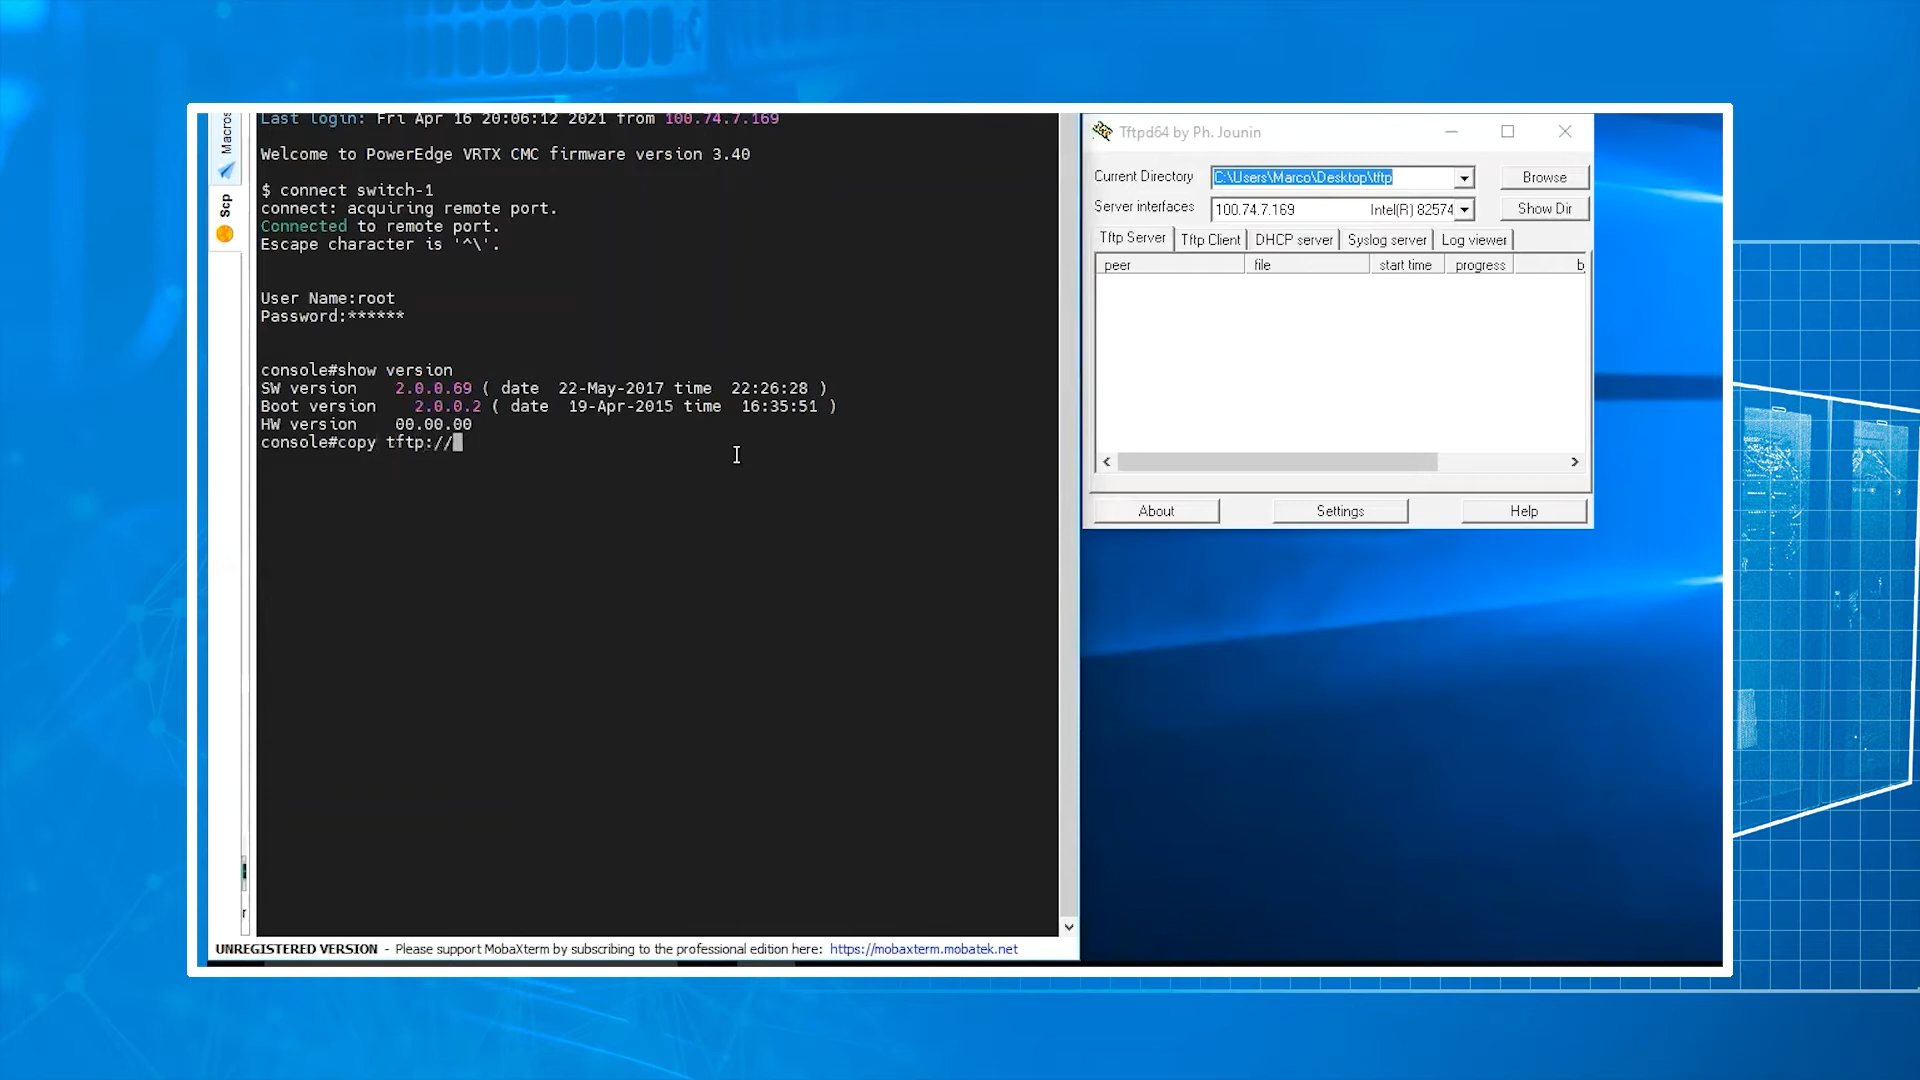 Macros
Scp
Last login: Fri Apr 16 20:06:12 2021 from 100.74.7.169
Welcome to PowerEdge VRTX CMC firmware version 3.40
$ connect switch-1
connect: acquiring remote port.
Connected to remote port.
Escape character is '^\'.
User Name:root
Password:******
console#show version
SW version    2.0.0.69 ( date  22-May-2017 time  22:26:28 )
Boot version    2.0.0.2 ( date  19-Apr-2015 time  16:35:51 )
HW version    00.00.00
console#copy tftp://
UNREGISTERED VERSION - Please support MobaXterm by subscribing to the professional edition here: https://mobaxterm.mobatek.net
Tftpd64 by Ph. Jounin
Current Directory C:\Users\Marco\Desktop\tftp Browse
Server interfaces 100.74.7.169 Intel(R) 82574 Show Dir
Tftp Server Tftp Client DHCP server Syslog server Log viewer
peer file start time progress b
About Settings Help